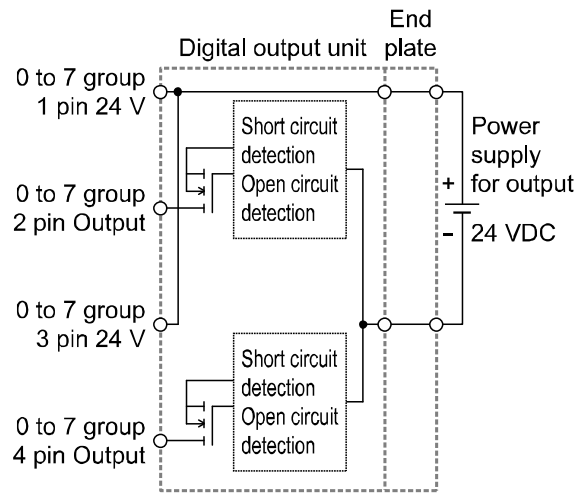 Digital output unit
End
plate
0 to 7 group
1 pin 24 V
0 to 7 group
2 pin Output
0 to 7 group
3 pin 24 V
0 to 7 group
4 pin Output
Short circuit
detection
Open circuit
detection
Short circuit
detection
Open circuit
detection
Power
supply
for output
+
−
24 VDC